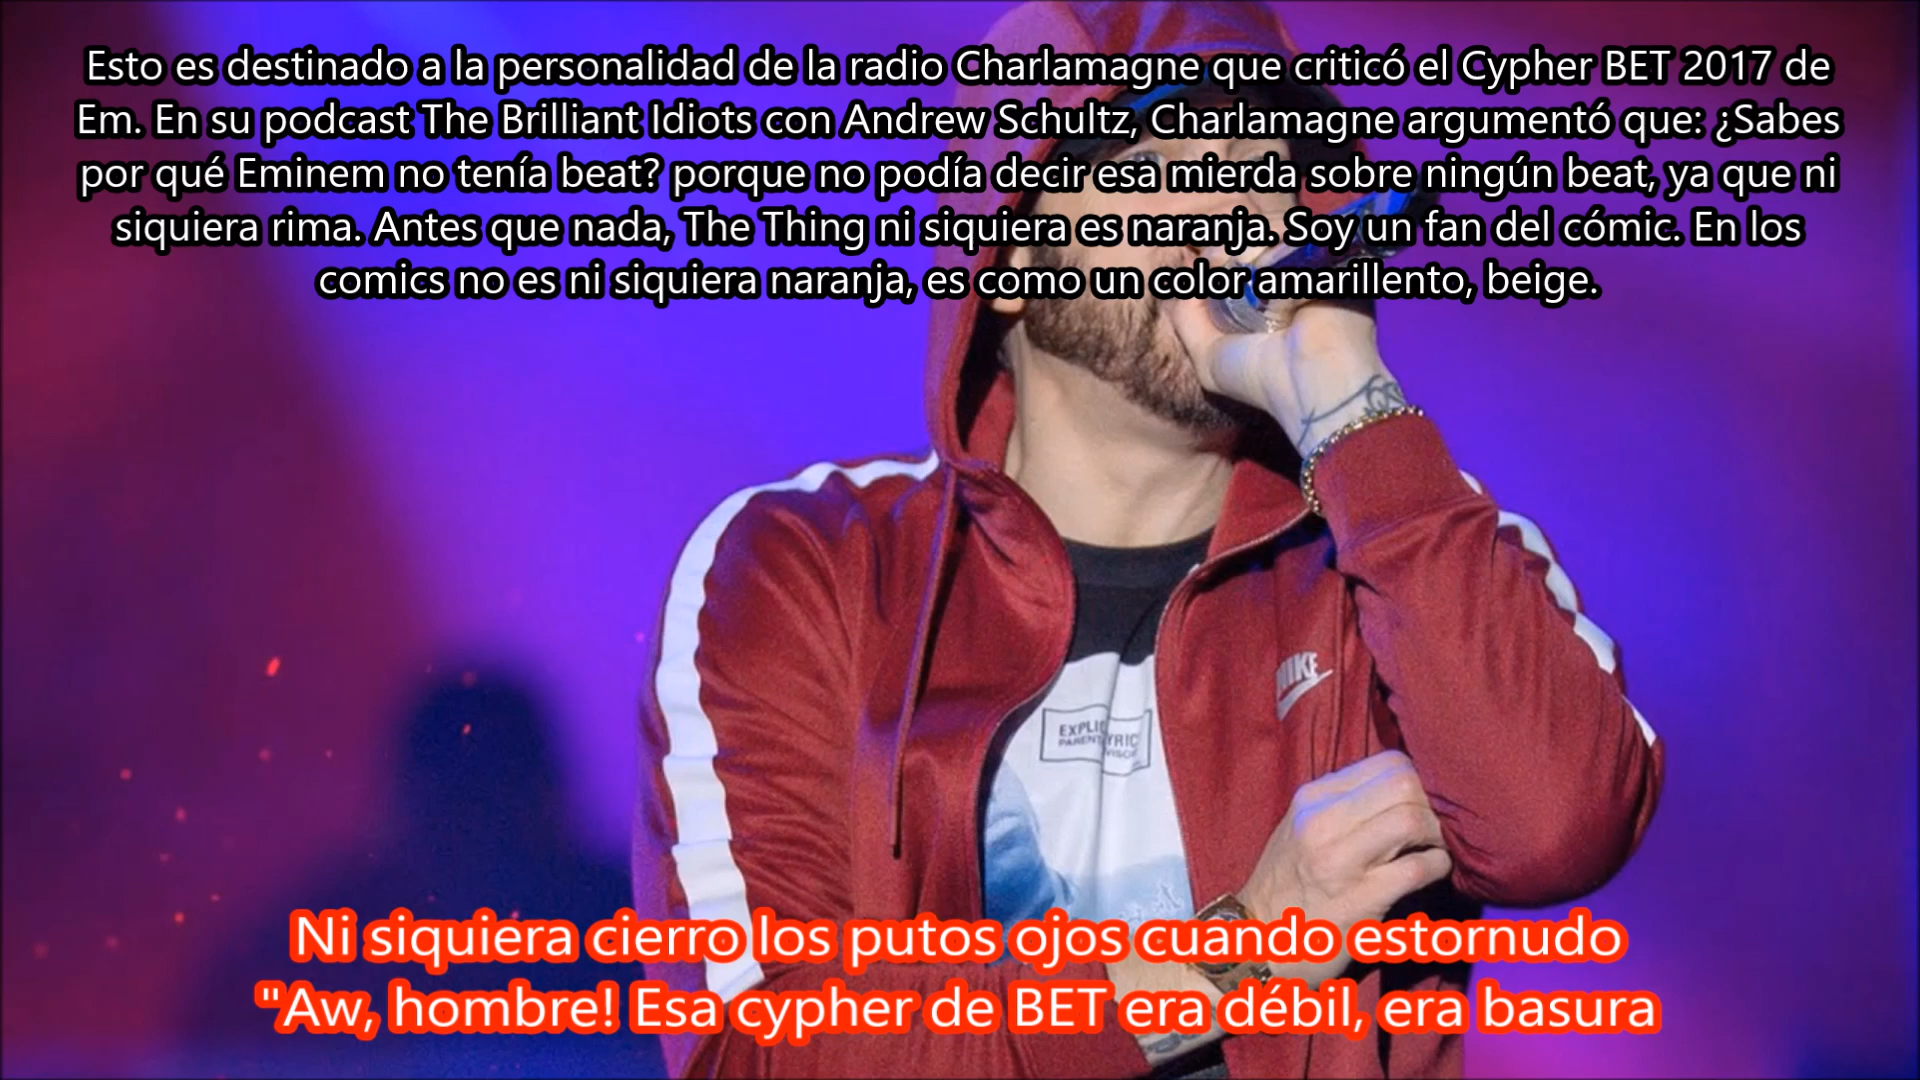 Esto es destinado a la personalidad de la radio Charlamagne que criticó el Cypher BET 2017 de
Em. En su podcast The Brilliant Idiots con Andrew Schultz, Charlamagne argumentó que: ¿Sabes
por qué Eminem no tenía beat? porque no podía decir esa mierda sobre ningún beat, ya que ni
siquiera rima. Antes que nada, The Thing ni siquiera es naranja. Soy un fan del cómic. En los
comics no es ni siquiera naranja, es como un color amarillento, beige.
NIKE
EXPLI
PARENT
Ni siquiera cierro los putos ojos cuando estornudo
"Aw, hombre! Esa cypher de BET era débil, era basura